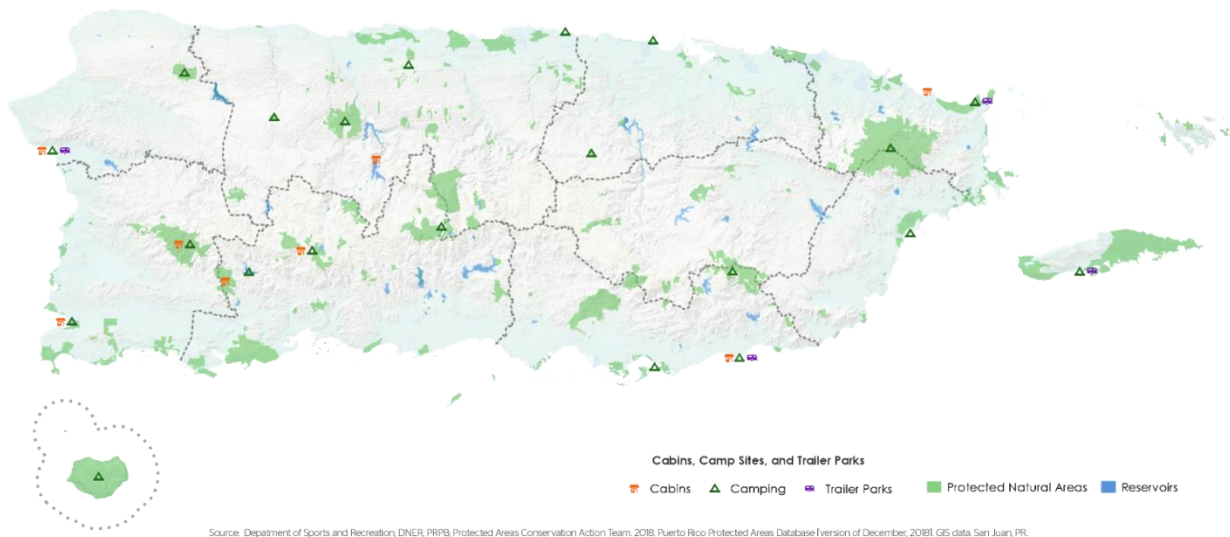 Cabins, Camp Sites, and Trailer Parks
Cabins Camping Trailer Parks Protected Natural Areas Reservoirs
Source: Depatment of Sports and Recreation; DNER; PRPB; Protected Areas Conservation Action Team. 2018. Puerto Rico Protected Areas Database [version of December, 2018]. GIS data. San Juan, PR.